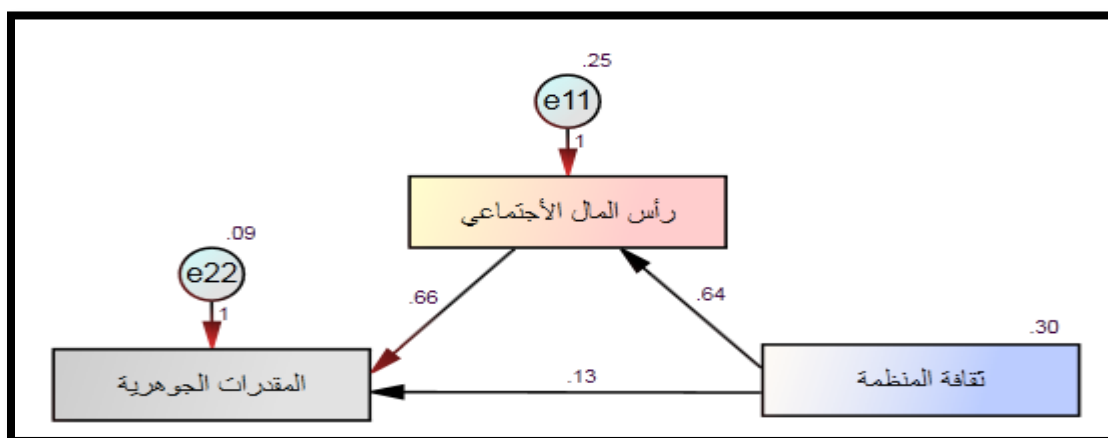 .25
e11
1
رأس المال الأجتماعي
.09
e22
1
.66
.64
.30
المقدرات الجوهرية
.13
ثقافة المنظمة